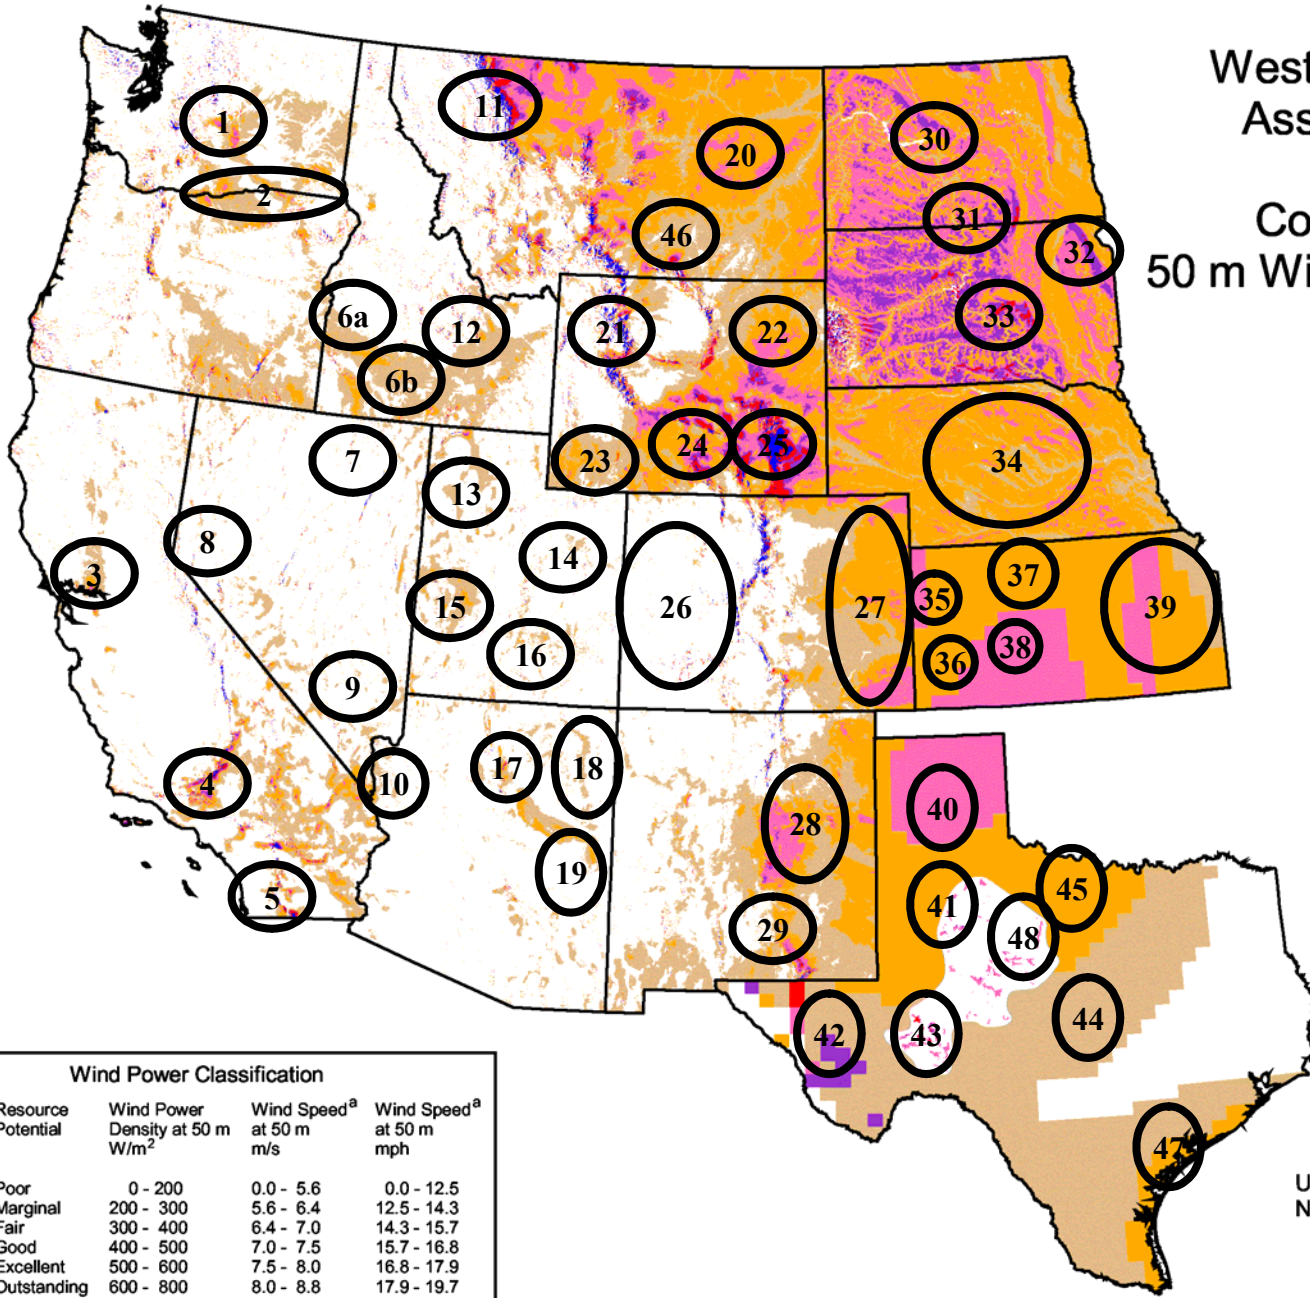 West
Ass
Co
50 m Wi
11
1
30
20
2
31
46
32
6a
12
21
22
33
6b
24
25
7
23
34
13
8
14
3
37
35
15
26
27
39
16
38
36
9
17
18
4
10
40
28
19
45
5
41
29
48
44
42
43
47
U
N
Wind Power Classification
Resource Wind Power Wind Speedᵃ Wind Speedᵃ
Potential Density at 50 m at 50 m at 50 m
W/m² m/s mph
Poor 0 - 200 0.0 - 5.6 0.0 - 12.5
Marginal 200 - 300 5.6 - 6.4 12.5 - 14.3
Fair 300 - 400 6.4 - 7.0 14.3 - 15.7
Good 400 - 500 7.0 - 7.5 15.7 - 16.8
Excellent 500 - 600 7.5 - 8.0 16.8 - 17.9
Outstanding 600 - 800 8.0 - 8.8 17.9 - 19.7